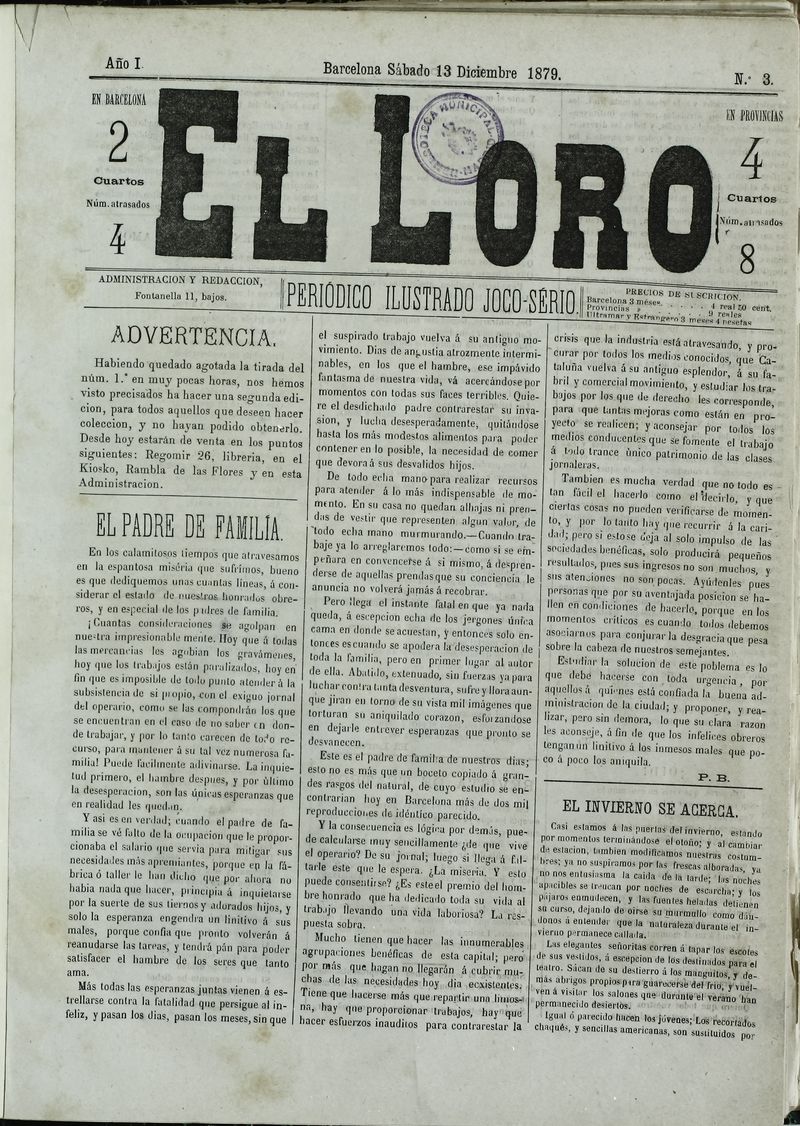 Año I.
Barcelona Sábado 13 Diciembre 1879.
N.º 3.
EN BARCELONA
2
Cuartos
Núm. atrasados
4
EL LORO
EN PROVINCIAS
4
Cuartos
Núm. atrasados
8
ADMINISTRACION Y REDACCION,
Fontanella 11, bajos.
PERIÓDICO ILUSTRADO JOCO-SÉRIO.
PRECIOS DE SUSCRICION.
Barcelona 3 méses. . . . . . 4 real 50 cent.
Provincias » . . . . . 9 reales
Ultramar y Estrangero 3 meses 4 pesetas
ADVERTENCIA.
Habiendo quedado agotada la tirada del
núm. 1.º en muy pocas horas, nos hemos
visto precisados ha hacer una segunda edi-
cion, para todos aquellos que deseen hacer
coleccion, y no hayan podido obtenerlo.
Desde hoy estarán de venta en los puntos
siguientes: Regomir 26, libreria, en el
Kiosko, Rambla de las Flores y en esta
Administracion.
EL PADRE DE FAMILÍA.
En los calamitosos tiempos que atravesamos
en la espantosa miséria que sufrimos, bueno
es que dediquemos unas cuantas líneas, á con-
siderar el estado de nuestros honrados obre-
ros, y en especial de los padres de familia.
¡Cuantas consideraciones se agolpan en
nuestra impresionable mente. Hoy que á todas
las mercancias les agobian los gravámenes,
hoy que los trabajos están paralizados, hoy en
fin que es imposible de todo punto atender á la
subsistencia de si propio, con el exiguo jornal
del operario, como se las compondrán los que
se encuentran en el caso de no saber en don-
de trabajar, y por lo tanto carecen de todo re-
curso, para mantener á su tal vez numerosa fa-
milia! Puede facilmente adivinarse. La inquie-
tud primero, el hambre despues, y por último
la desesperacion, son las únicas esperanzas que
en realidad les quedan.
Y asi es en verdad; cuando el padre de fa-
milia se vé falto de la ocupacion que le propor-
cionaba el salario que servia para mitigar sus
necesidades más apremiantes, porque en la fá-
brica ó taller le han dicho que por ahora no
habia nada que hacer, principia á inquietarse
por la suerte de sus tiernos y adorados hijos, y
solo la esperanza engendra un linitivo á sus
males, porque confia que pronto volverán á
reanudarse las tareas, y tendrá pán para poder
satisfacer el hambre de los seres que tanto
ama.
Más todas las esperanzas juntas vienen á es-
trellarse contra la fatalidad que persigue al in-
feliz, y pasan los dias, pasan los meses, sin que
el suspirado trabajo vuelva á su antiguo mo-
vimiento. Dias de angustia atrozmente intermi-
nables, en los que el hambre, ese impávido
fantasma de nuestra vida, vá acercándose por
momentos con todas sus faces terribles. Quie-
re el desdichado padre contrarestar su inva-
sion, y lucha desesperadamente, quitándose
hasta los más modestos alimentos para poder
contener en lo posible, la necesidad de comer
que devora á sus desvalidos hijos.
De todo echa mano para realizar recursos
para atender á lo más indispensable de mo-
mento. En su casa no quedan alhajas ni pren-
das de vestir que representen algun valor, de
todo echa mano murmurando.—Cuando tra-
baje ya lo arreglaremos todo:—como si se em-
peñara en convencerse á si mismo, á despren-
derse de aquellas prendas que su conciencia le
anuncia no volverá jamás á recobrar.
Pero llega el instante fatal en que ya nada
queda, á escepcion echa de los jergones única
cama en donde se acuestan, y entonces solo en-
tonces es cuando se apodera la desesperacion de
toda la familia, pero en primer lugar al autor
de ella. Abatido, extenuado, sin fuerzas ya para
luchar contra tanta desventura, sufre y llora aun-
que jiran en torno de su vista mil imágenes que
torturan su aniquilado corazon, esforzandose
en dejarle entrever esperanzas que pronto se
desvanecen.
Este es el padre de familia de nuestros dias;
esto no es más que un boceto copiado á gran-
des rasgos del natural, de cuyo estudio se en-
contrarian hoy en Barcelona más de dos mil
reproducciones de idéntico parecido.
Y la consecuencia es lógica por demás, pue-
de calcularse muy sencillamente ¿de que vive
el operario? De su jornal; luego si llega á fal-
tarle este que le espera. ¿La miseria. Y esto
puede consentirse? ¿Es este el premio del hom-
bre honrado que ha dedicado toda su vida al
trabajo llevando una vida laboriosa? La res-
puesta sobra.
Mucho tienen que hacer las innumerables
agrupaciones benéficas de esta capital; pero
por más que hagan no llegarán á cubrir mu-
chas de las necesidades hoy dia ecxistentes.
Tiene que hacerse más que repartir una limos-
na, hay que proporcionar trabajos, hay que
hacer esfuerzos inauditos para contrarestar la
crisis que la industria está atravesando, y pro-
curar por todos los medios conocidos, que Ca-
taluña vuelva á su antiguo esplendor, á su fa-
bril y comercial movimiento, y estudiar los tra-
bajos por los que de derecho les corresponde,
para que tantas mejoras como están en pro-
yecto se realicen; y aconsejar por todos los
medios conducentes que se fomente el trabajo
á todo trance único patrimonio de las clases
jornaleras.
Tambien es mucha verdad que no todo es
tan fácil el hacerlo como el decirlo, y que
ciertas cosas no pueden verificarse de momen-
to, y por lo tanto hay que recurrir á la cari-
dad; pero si esto se deja al solo impulso de las
sociedades benéficas, solo producirá pequeños
resultados, pues sus ingresos no son muchos, y
sus atenciones no son pocas. Ayúdenles pues
personas que por su aventajada posicion se ha-
llen en condiciones de hacerlo, porque en los
momentos criticos es cuando todos debemos
asociarnos para conjurar la desgracia que pesa
sobre la cabeza de nuestros semejantes.
Estudiar la solucion de este poblema es lo
que debe hacerse con toda urgencia, por
aquellos á quienes está confiada la buena ad-
ministracion de la ciudad; y proponer, y rea-
lizar, pero sin demora, lo que su clara razon
les aconseje, á fin de que los infelices obreros
tengan un linitivo á los inmesos males que po-
co á poco los aniquila.
P. B.
EL INVIERNO SE ACERCA.
Casi estamos á las puertas del invierno, estando
por momentos terminándose el otoño; y al cambiar
de estacion, tambien modificamos nuestras costum-
bres; ya no suspiramos por las frescas alboradas, ya
no nos entusiasma la caida de la tarde; las noches
apacibles se truecan por noches de escarcha; y los
pájaros enmudecen, y las fuentes heladas detienen
su curso, dejando de oirse su murmullo como dán-
donos á entender que la naturaleza durante el in-
vierno permanece callada.
Las elegantes señoritas corren á tapar los escotes
de sus vestidos, á escepcion de los destinados para el
teatro. Sácan de su destierro á los manguitos, y de-
más abrigos propios para guarecerse del frio, y vuel-
ven á visitar los salones que durante el verano han
permanecido desiertos.
Igual ó parecido hacen los jóvenes; Los recortados
chaqués, y sencillas americanas, son sustituidos por